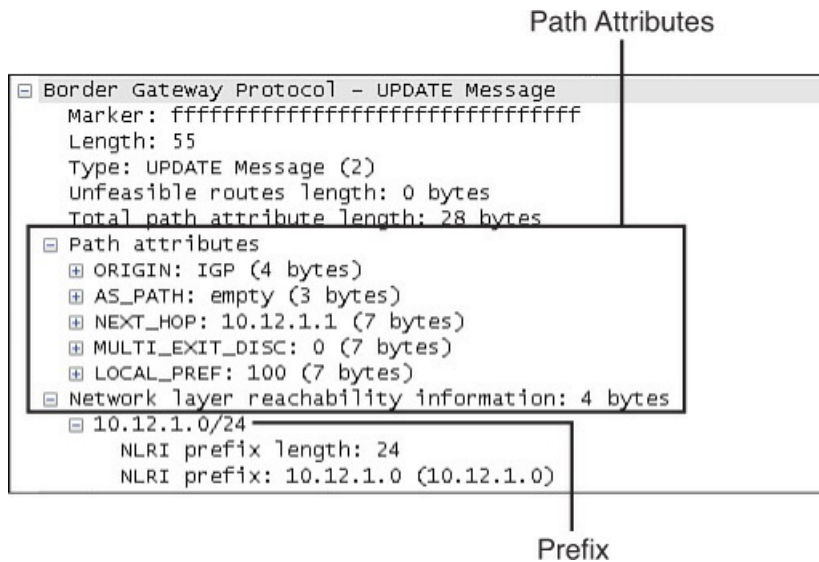 Path Attributes
Border Gateway Protocol – UPDATE Message
Marker: ffffffffffffffffffffffffffffffff
Length: 55
Type: UPDATE Message (2)
Unfeasible routes length: 0 bytes
Total path attribute length: 28 bytes
Path attributes
ORIGIN: IGP (4 bytes)
AS_PATH: empty (3 bytes)
NEXT_HOP: 10.12.1.1 (7 bytes)
MULTI_EXIT_DISC: 0 (7 bytes)
LOCAL_PREF: 100 (7 bytes)
Network layer reachability information: 4 bytes
10.12.1.0/24
NLRI prefix length: 24
NLRI prefix: 10.12.1.0 (10.12.1.0)
Prefix